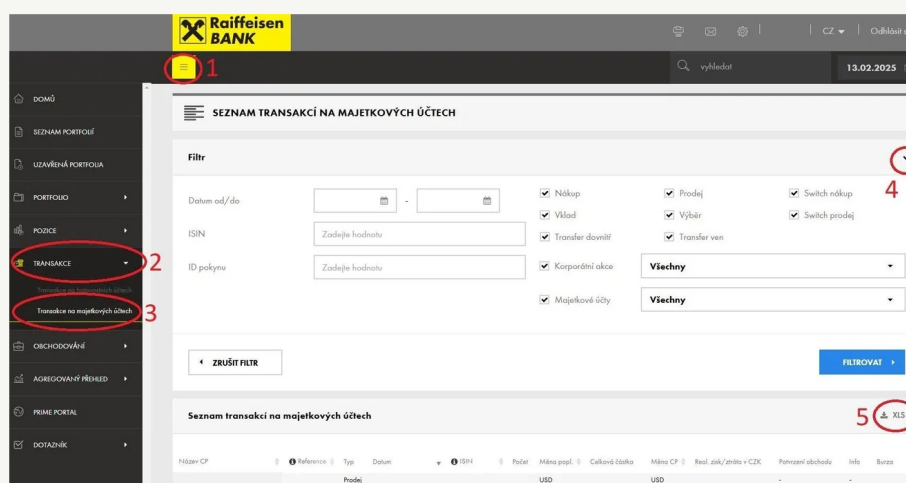 Raiffeisen
BANK
CZ
Odhlásit s
1
vyhledat
13.02.2025
DOMŮ
SEZNAM PORTFOLIÍ
UZAVŘENÁ PORTFOLIA
PORTFOLIO
POZICE
TRANSAKCE
2
Transakce na hotovostních účtech
Transakce na majetkových účtech
3
OBCHODOVÁNÍ
AGREGOVANÝ PŘEHLED
PRIME PORTAL
DOTAZNÍK
SEZNAM TRANSAKCÍ NA MAJETKOVÝCH ÚČTECH
Filtr
4
Datum od/do
-
Nákup
Prodej
Switch nákup
Vklad
Výběr
Switch prodej
ISIN
Zadejte hodnotu
Transfer dovnitř
Transfer ven
ID pokynu
Zadejte hodnotu
Korporátní akce
Všechny
Majetkové účty
Všechny
ZRUŠIT FILTR
FILTROVAT
Seznam transakcí na majetkových účtech
5
XLS
Název CP Reference Typ Datum ISIN Počet Měna popl. Celková částka Měna CP Real. zisk/ztráta v CZK Potvrzení obchodu Info Burza
Prodej USD USD - -